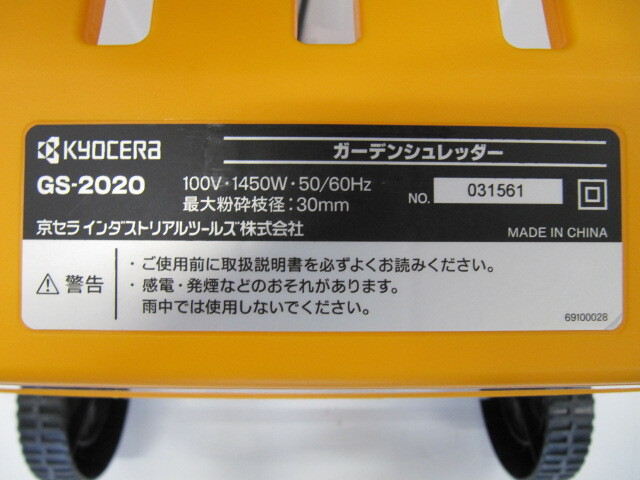 KYOCERA
ガーデンシュレッダー
GS-2020
100V・1450W・50/60Hz
最大粉砕枝径：30mm
NO. 031561
京セラ インダストリアルツールズ株式会社
MADE IN CHINA
警告
・ご使用前に取扱説明書を必ずよくお読みください。
・感電・発煙などのおそれがあります。
雨中では使用しないでください。
69100028